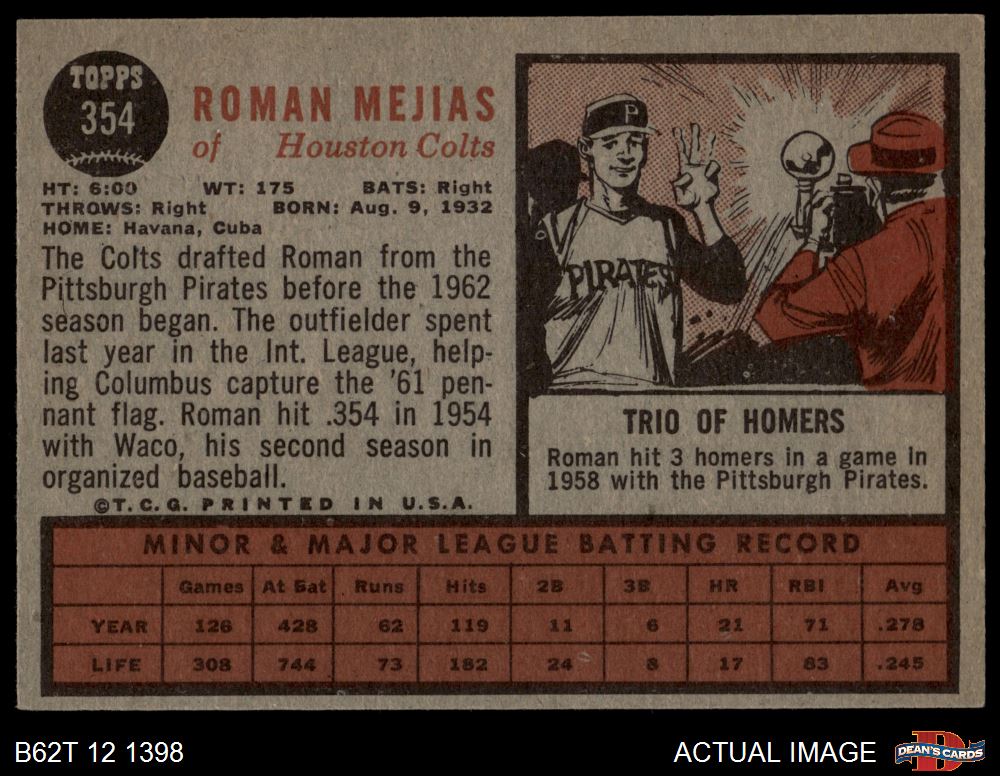 TOPPS
354
ROMAN MEJIAS
of Houston Colts
HT: 6:00 WT: 175 BATS: Right
THROWS: Right BORN: Aug. 9, 1932
HOME: Havana, Cuba
The Colts drafted Roman from the
Pittsburgh Pirates before the 1962
season began. The outfielder spent
last year in the Int. League, help-
ing Columbus capture the '61 pen-
nant flag. Roman hit .354 in 1954
with Waco, his second season in
organized baseball.
©T.C.G. PRINTED IN U.S.A.
P
PIRATES
TRIO OF HOMERS
Roman hit 3 homers in a game in
1958 with the Pittsburgh Pirates.
MINOR & MAJOR LEAGUE BATTING RECORD
Games At Bat Runs Hits 2B 3B HR RBI Avg
YEAR 126 428 62 119 11 6 21 71 .278
LIFE 308 744 73 182 24 8 17 83 .245
B62T 12 1398
ACTUAL IMAGE
D
DEAN'S CARDS